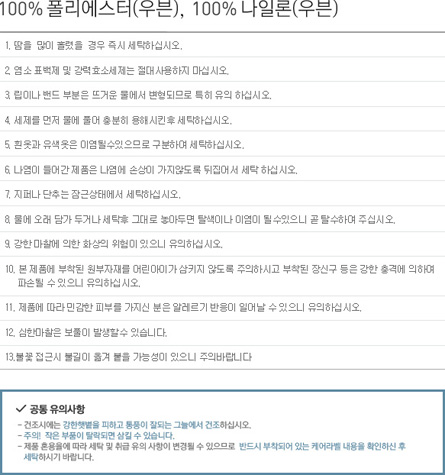 100% 폴리에스터(우븐), 100% 나일론(우븐)
1. 땀을 많이 흘렸을 경우 즉시 세탁하십시오.
2. 염소 표백제 및 강력효소세제는 절대사용하지 마십시오.
3. 립이나 밴드 부분은 뜨거운 물에서 변형되므로 특히 유의 하십시오.
4. 세제를 먼저 물에 풀어 충분히 용해시킨후 세탁하십시오.
5. 흰옷과 유색옷은 이염될수있으므로 구분하여 세탁하십시오.
6. 나염이 들어간 제품은 나염에 손상이 가지않도록 뒤집어서 세탁 하십시오.
7. 지퍼나 단추는 잠근상태에서 세탁하십시오.
8. 물에 오래 담가 두거나 세탁후 그대로 놓아두면 탈색이나 이염이 될수있으니 곧 탈수하여 주십시오.
9. 강한 마찰에 의한 화상의 위험이 있으니 유의하십시오.
10. 본 제품에 부착된 원부자재를 어린아이가 삼키지 않도록 주의하시고 부착된 장신구 등은 강한 충격에 의하여
파손될 수 있으니 유의하십시오.
11. 제품에 따라 민감한 피부를 가지신 분은 알레르기 반응이 일어날 수 있으니 유의하십시오.
12. 심한마찰은 보풀이 발생할수 있습니다.
13.불꽃 접근시 불길이 옮겨 붙을 가능성이 있으니 주의바랍니다
공통 유의사항
- 건조시에는 강한햇볕을 피하고 통풍이 잘되는 그늘에서 건조하십시오.
- 주의! 작은 부품이 탈락되면 삼킬 수 있습니다.
- 제품 혼용율에 따라 세탁 및 취급 유의 사항이 변경될 수 있으므로 반드시 부착되어 있는 케어라벨 내용을 확인하신 후
세탁하시기 바랍니다.